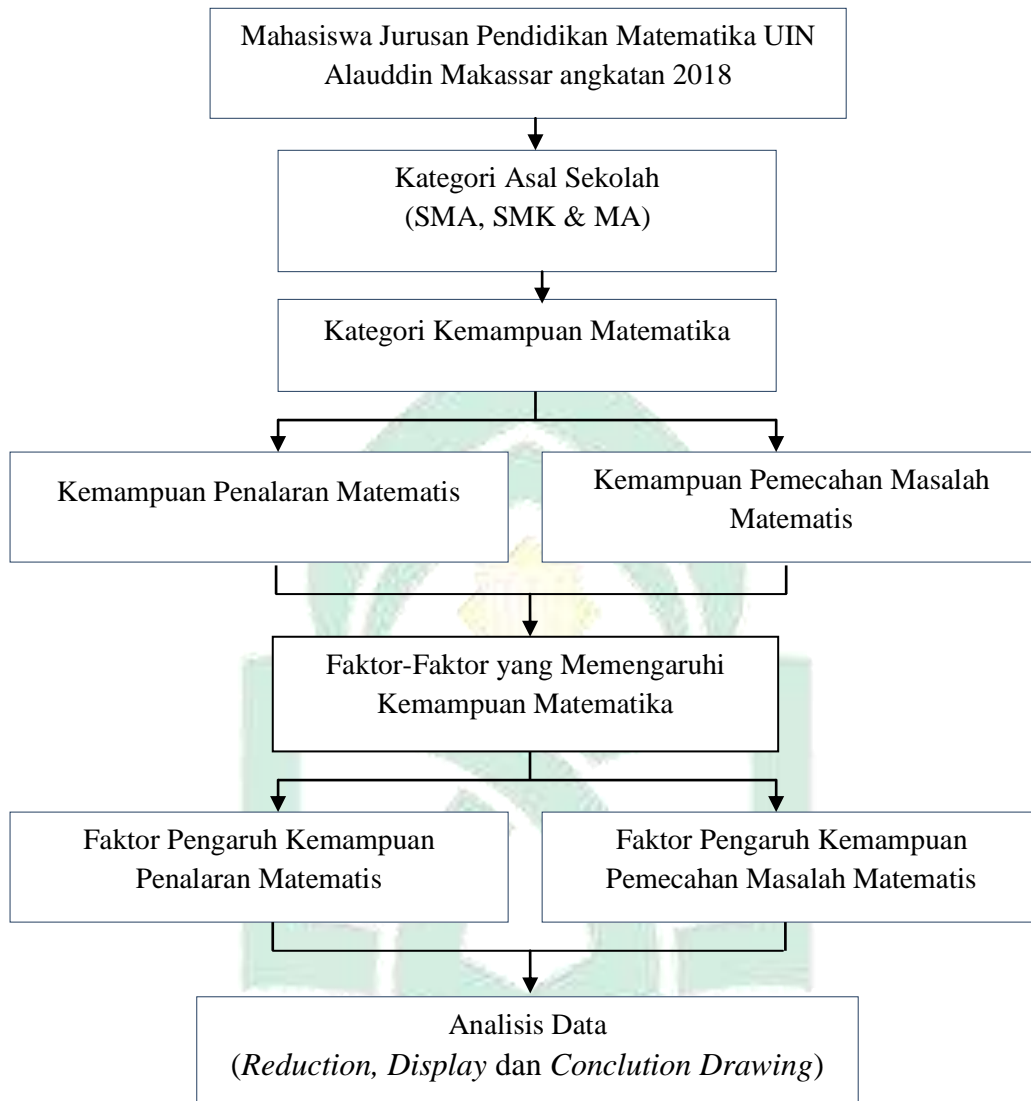 Mahasiswa Jurusan Pendidikan Matematika UIN
Alauddin Makassar angkatan 2018
Kategori Asal Sekolah
(SMA, SMK & MA)
Kategori Kemampuan Matematika
Kemampuan Penalaran Matematis
Kemampuan Pemecahan Masalah
Matematis
Faktor-Faktor yang Memengaruhi
Kemampuan Matematika
Faktor Pengaruh Kemampuan
Penalaran Matematis
Faktor Pengaruh Kemampuan
Pemecahan Masalah Matematis
Analisis Data
(Reduction, Display dan Conclution Drawing)